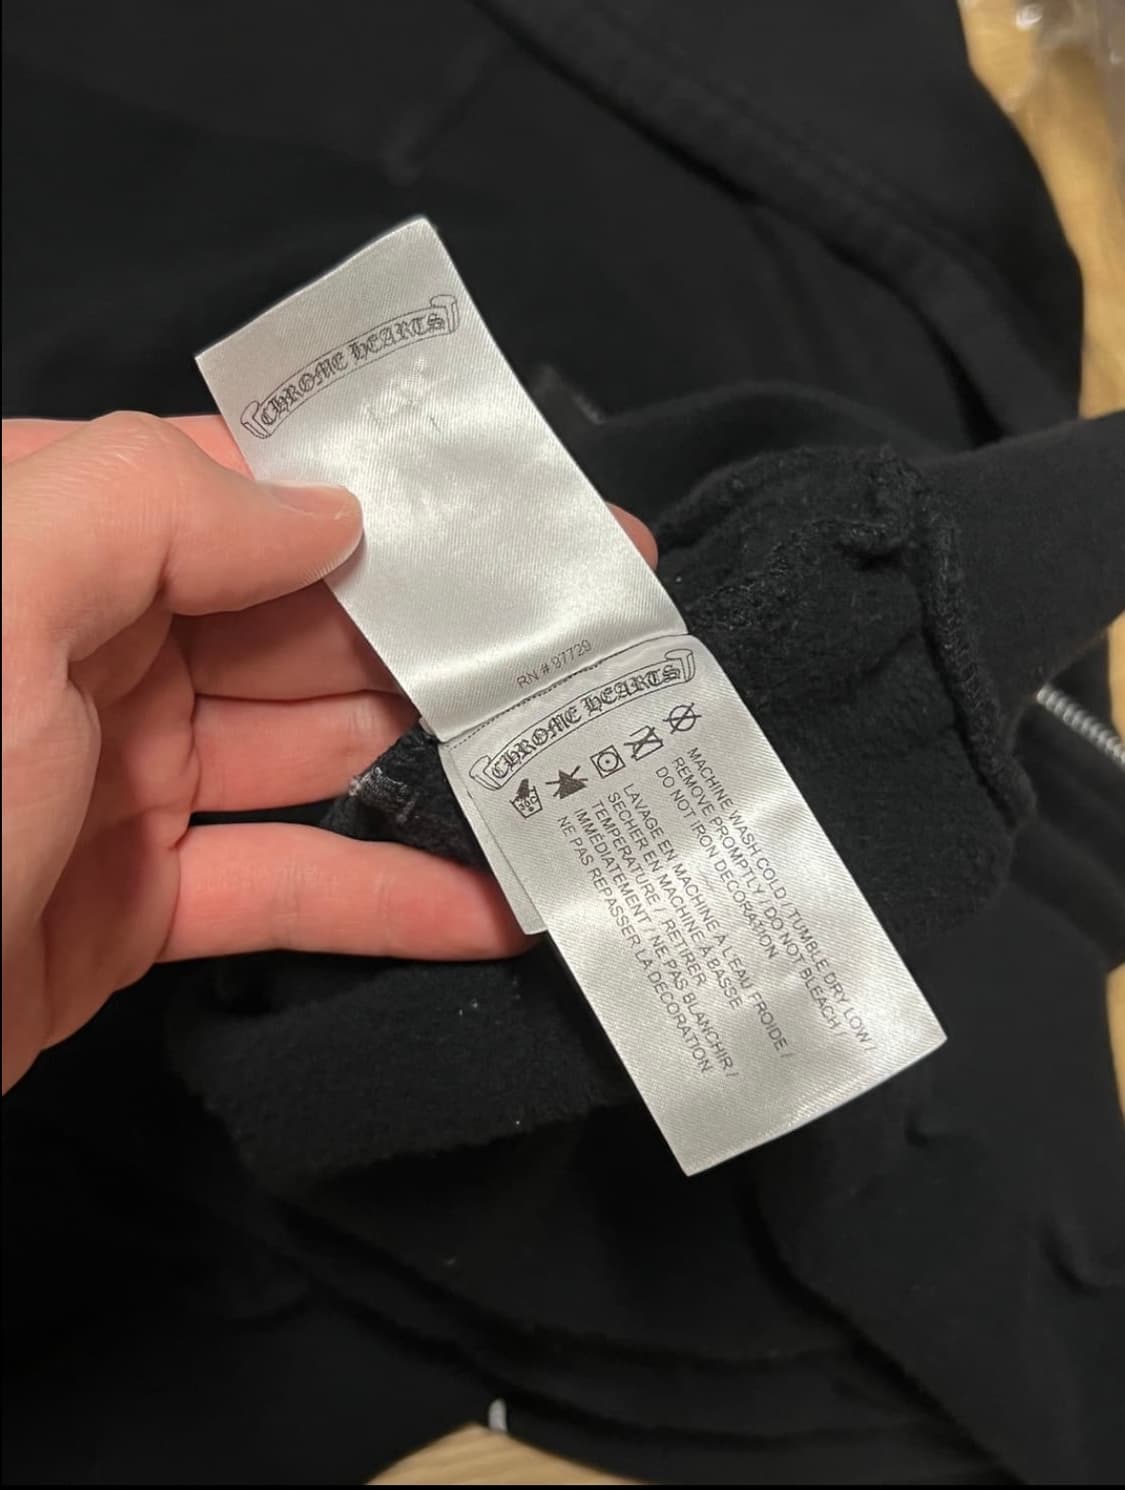 CHROME HEARTS
RN # 97729
CHROME HEARTS
30C
MACHINE WASH COLD / TUMBLE DRY LOW /
REMOVE PROMPTLY / DO NOT BLEACH /
DO NOT IRON DECORATION
LAVAGE EN MACHINE A L'EAU FROIDE /
SECHER EN MACHINE À BASSE
TEMPERATURE / RETIRER
IMMÉDIATEMENT / NE PAS BLANCHIR /
NE PAS REPASSER LA DECORATION